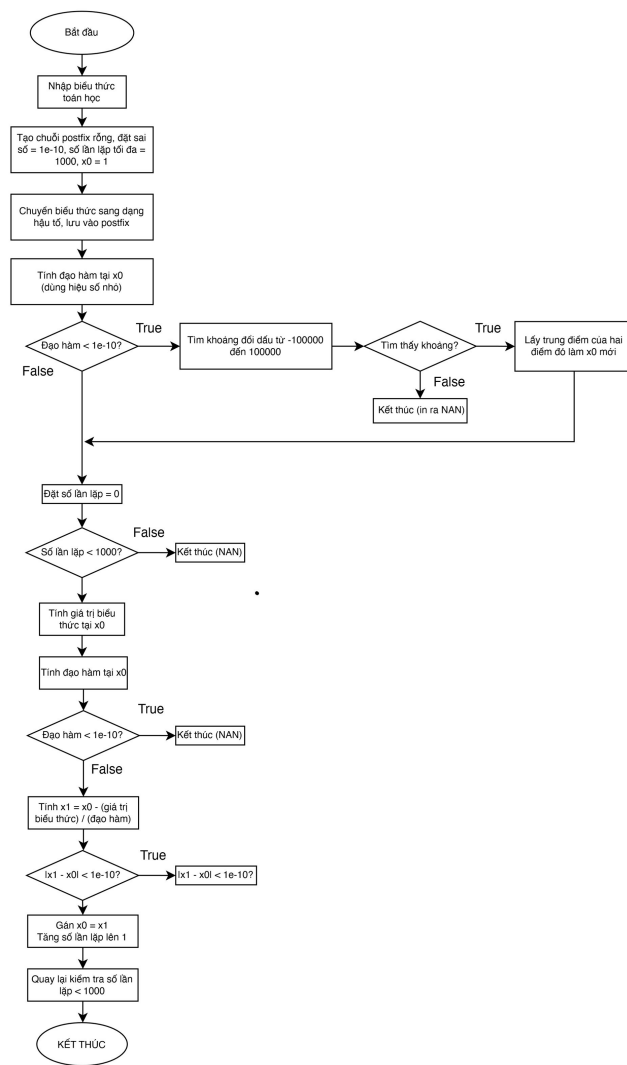 Bắt đầu
Nhập biểu thức
toán học
Tạo chuỗi postfix rỗng, đặt sai
số = 1e-10, số lần lặp tối đa =
1000, x0 = 1
Chuyển biểu thức sang dạng
hậu tố, lưu vào postfix
Tính đạo hàm tại x0
(dùng hiệu số nhỏ)
Đạo hàm < 1e-10?
True
False
Tìm khoảng đổi dấu từ -100000
đến 100000
Tìm thấy khoảng?
True
False
Lấy trung điểm của hai
điểm đó làm x0 mới
Kết thúc (in ra NAN)
Đặt số lần lặp = 0
Số lần lặp < 1000?
False
Kết thúc (NAN)
Tính giá trị biểu
thức tại x0
Tính đạo hàm tại x0
Đạo hàm < 1e-10?
True
Kết thúc (NAN)
False
Tính x1 = x0 - (giá trị
biểu thức) / (đạo hàm)
|x1 - x0| < 1e-10?
True
|x1 - x0| < 1e-10?
Gán x0 = x1
Tăng số lần lặp lên 1
Quay lại kiểm tra số lần
lặp < 1000
KẾT THÚC